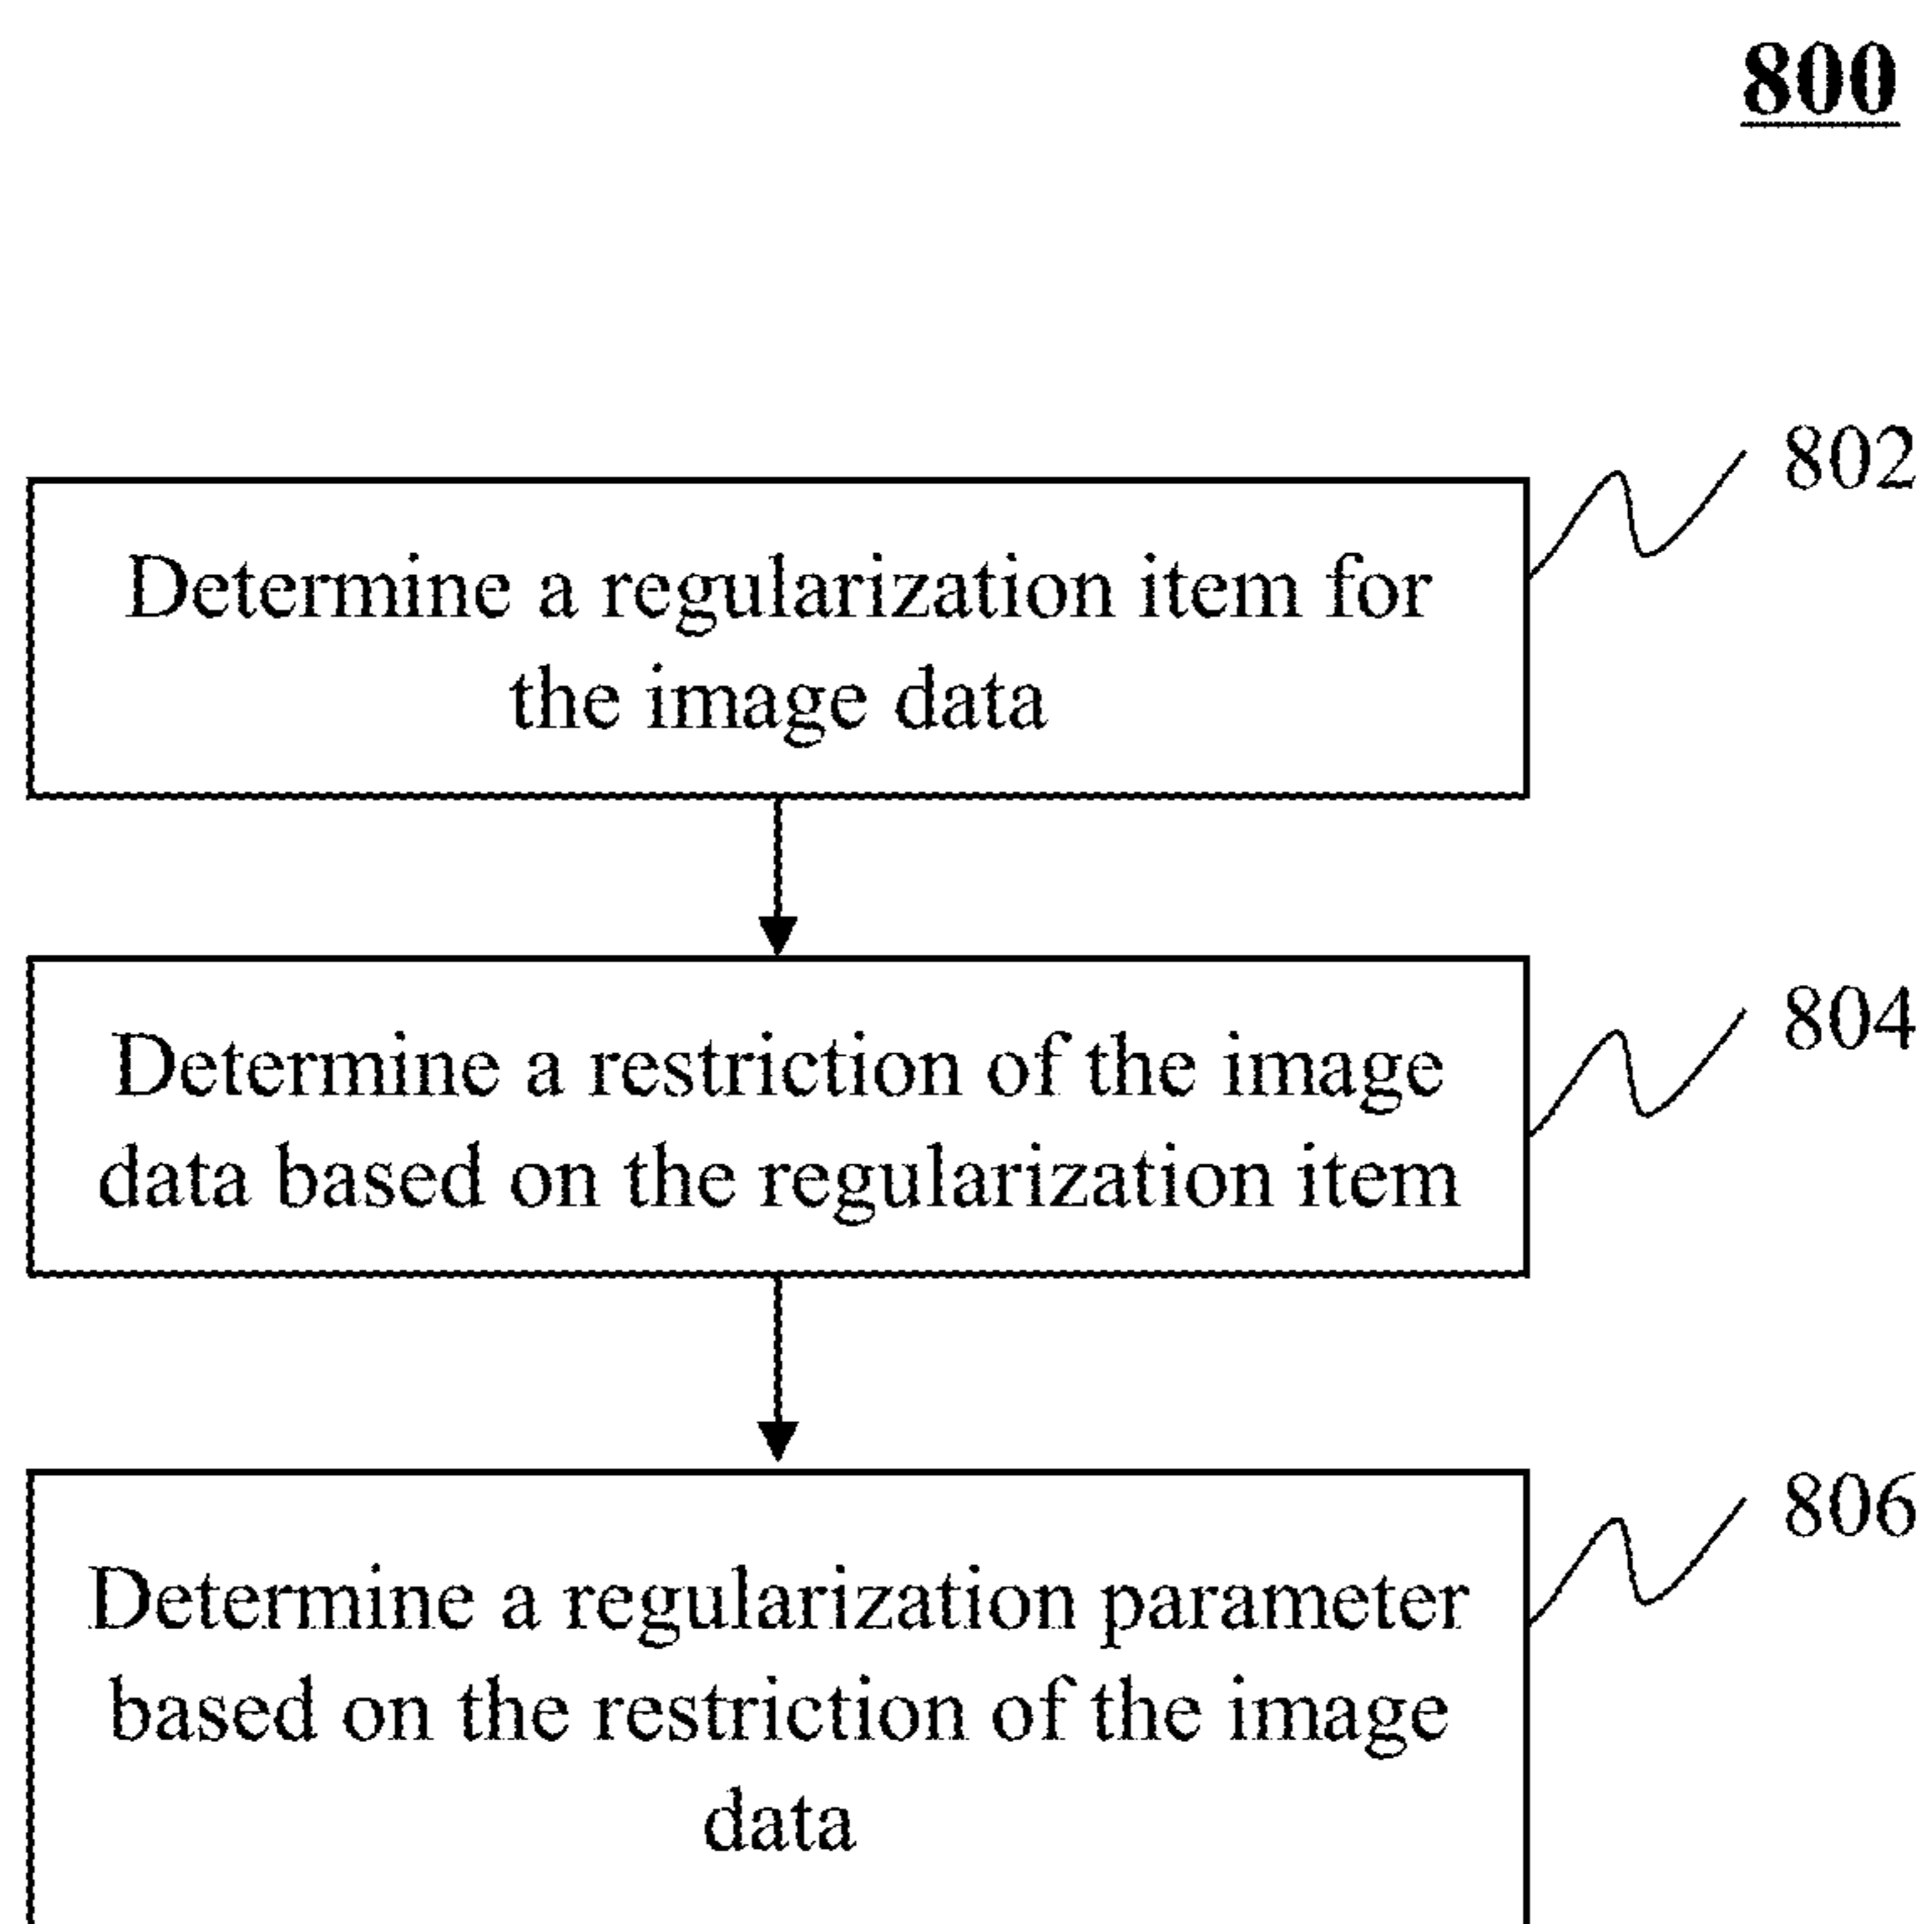 800
802
Determine a regularization item for
the image data
804
Determine a restriction of the image
data based on the regularization item
806
Determine a regularization parameter
based on the restriction of the image
data